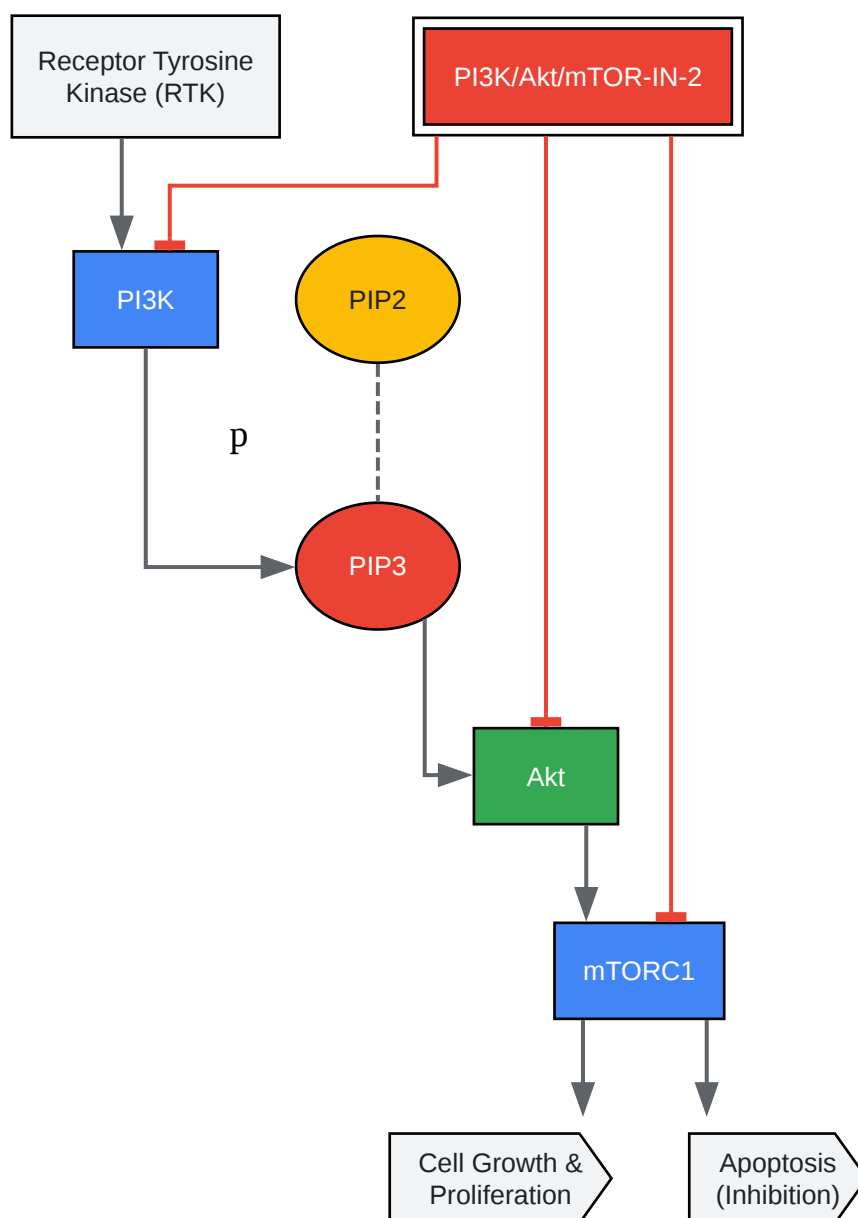 Receptor Tyrosine
Kinase (RTK)
PI3K/Akt/mTOR-IN-2
PI3K
PIP2
p
PIP3
Akt
mTORC1
Cell Growth &
Proliferation
Apoptosis
(Inhibition)